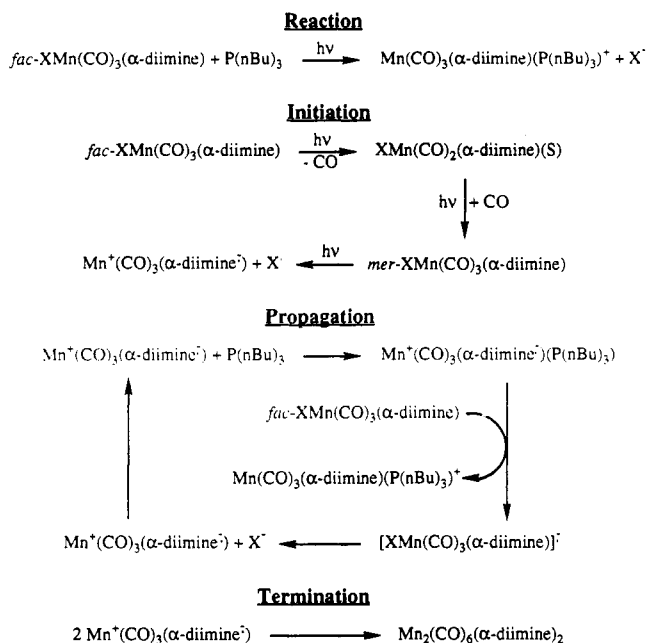 Reaction
hν
fac-XMn(CO)₃(α-diimine) + P(nBu)₃ → Mn(CO)₃(α-diimine)(P(nBu)₃)⁺ + X⁻
Initiation
hν
fac-XMn(CO)₃(α-diimine) → XMn(CO)₂(α-diimine)(S)
- CO
hν + CO
hν
Mn⁺(CO)₃(α-diimine⁻̇) + X· ← mer-XMn(CO)₃(α-diimine)
Propagation
Mn⁺(CO)₃(α-diimine⁻̇) + P(nBu)₃ → Mn⁺(CO)₃(α-diimine⁻̇)(P(nBu)₃)
fac-XMn(CO)₃(α-diimine)
Mn(CO)₃(α-diimine)(P(nBu)₃)⁺
Mn⁺(CO)₃(α-diimine⁻̇) + X⁻ ← [XMn(CO)₃(α-diimine)]⁻̇
Termination
2 Mn⁺(CO)₃(α-diimine⁻̇) → Mn₂(CO)₆(α-diimine)₂